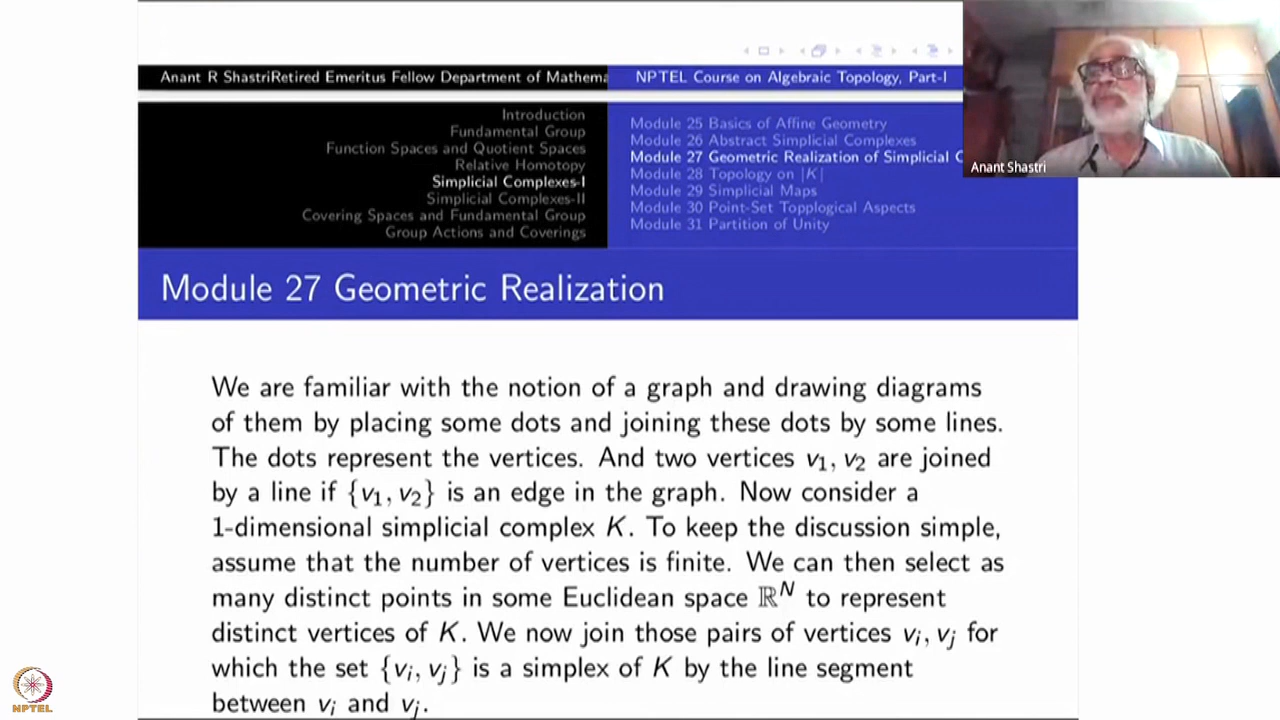 Anant R ShastriRetired Emeritus Fellow Department of Mathema
NPTEL Course on Algebraic Topology, Part-I
Introduction
Fundamental Group
Function Spaces and Quotient Spaces
Relative Homotopy
Simplicial Complexes-I
Simplicial Complexes-II
Covering Spaces and Fundamental Group
Group Actions and Coverings
Module 25 Basics of Affine Geometry
Module 26 Abstract Simplicial Complexes
Module 27 Geometric Realization of Simplicial C
Module 28 Topology on |K|
Module 29 Simplicial Maps
Module 30 Point-Set Topplogical Aspects
Module 31 Partition of Unity
Anant Shastri
Module 27 Geometric Realization
We are familiar with the notion of a graph and drawing diagrams
of them by placing some dots and joining these dots by some lines.
The dots represent the vertices. And two vertices v₁, v₂ are joined
by a line if {v₁, v₂} is an edge in the graph. Now consider a
1-dimensional simplicial complex K. To keep the discussion simple,
assume that the number of vertices is finite. We can then select as
many distinct points in some Euclidean space ℝᴺ to represent
distinct vertices of K. We now join those pairs of vertices vᵢ, vⱼ for
which the set {vᵢ, vⱼ} is a simplex of K by the line segment
between vᵢ and vⱼ.
NPTEL